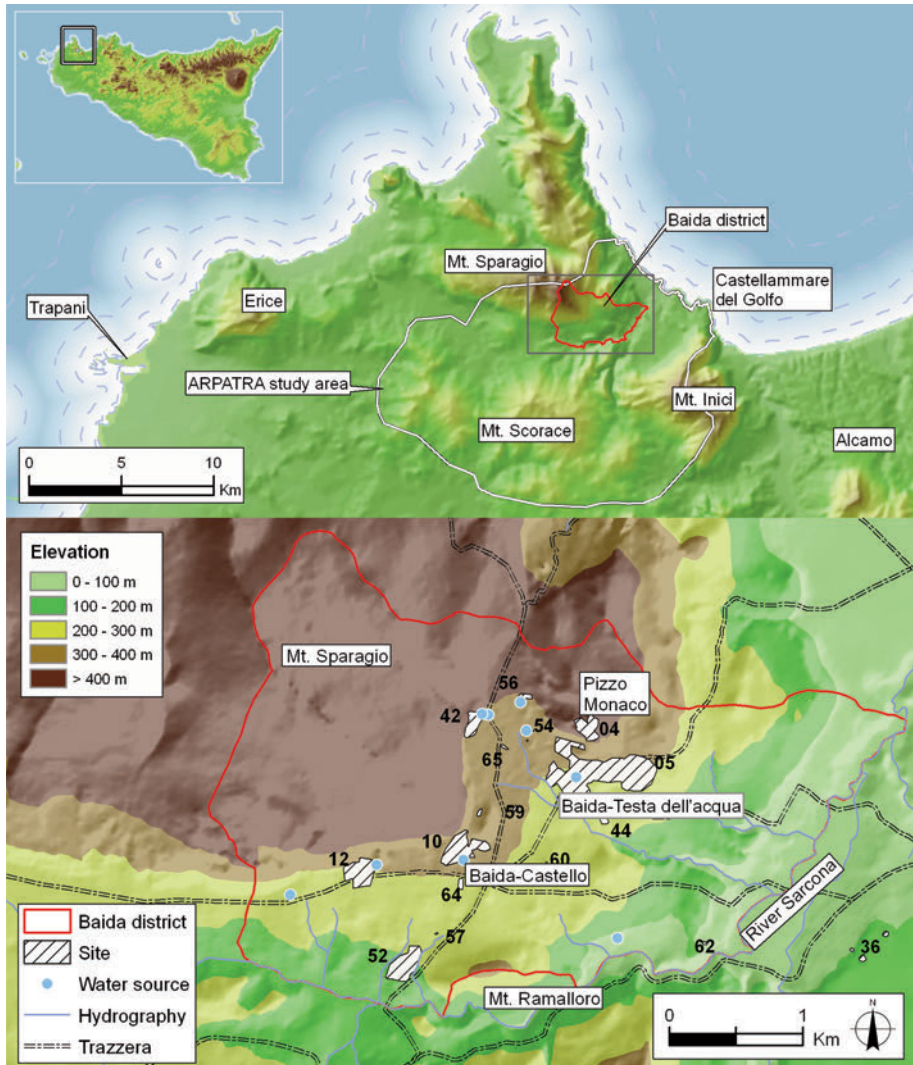 Baida district
Mt. Sparagio
Castellammare
del Golfo
Erice
Trapani
ARPATRA study area
Mt. Inici
Mt. Scorace
Alcamo
0 5 10
Km
Elevation
0 - 100 m
100 - 200 m
200 - 300 m
300 - 400 m
> 400 m
Mt. Sparagio
56
Pizzo
Monaco
42
54
04
65
05
59
Baida-Testa dell'acqua
44
10
12
60
Baida-Castello
64
57
52
River Sarcona
62
36
Mt. Ramalloro
Baida district
Site
Water source
Hydrography
Trazzera
0 1
Km
N